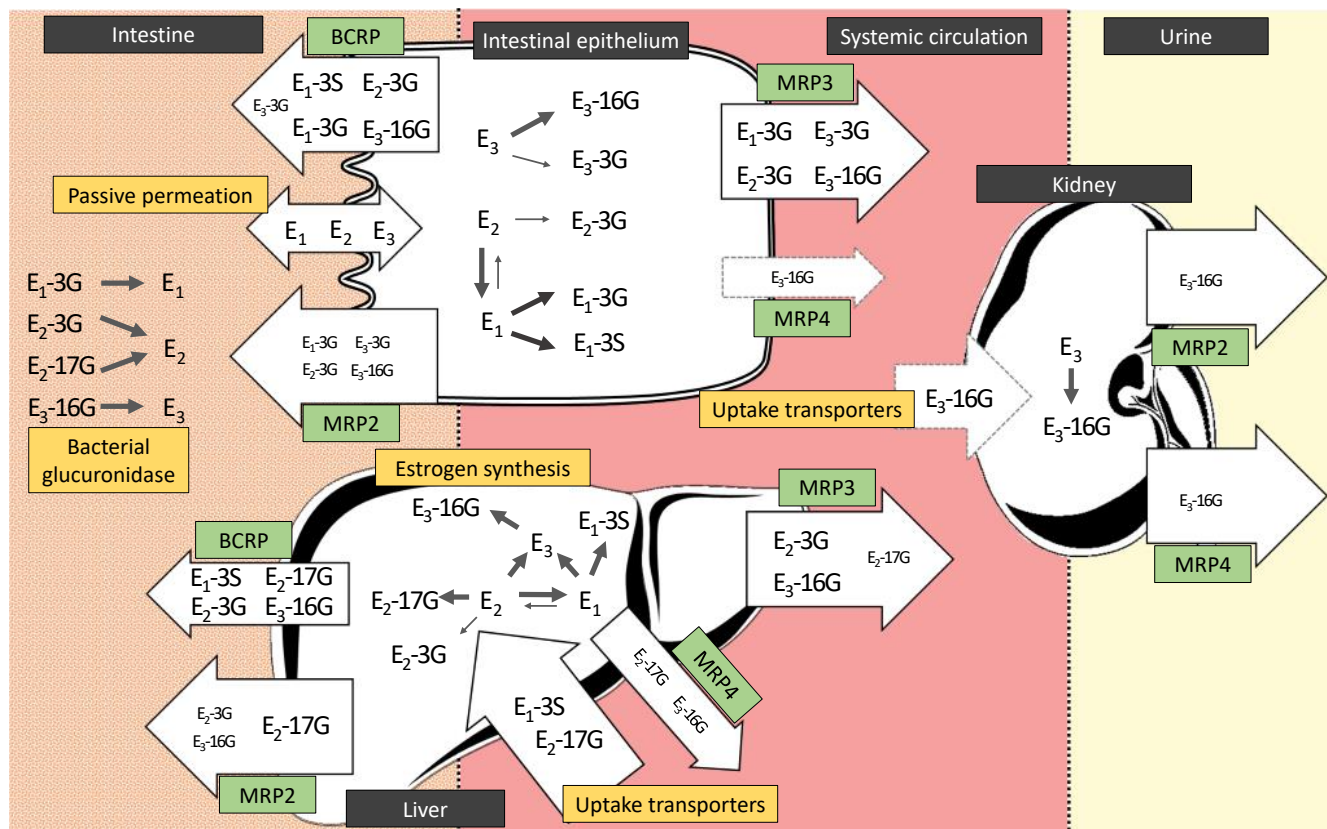 Intestine
BCRP
Intestinal epithelium
Systemic circulation
Urine
E₁-3S E₂-3G
E₃-3G
E₁-3G E₃-16G
E₃-16G
E₃
E₃-3G
MRP3
E₁-3G E₃-3G
E₂-3G E₃-16G
Kidney
Passive permeation
E₁ E₂ E₃
E₂ E₂-3G
E₁-3G E₁
E₂-3G
E₂
E₂-17G
E₃-16G E₃
Bacterial
glucuronidase
E₁-3G
E₁
E₁-3S
E₃-16G
MRP4
E₁-3G E₃-3G
E₂-3G E₃-16G
MRP2
Uptake transporters
E₃-16G
E₃
E₃-16G
E₃-16G
MRP2
E₃-16G
MRP4
Estrogen synthesis
E₃-16G
E₁-3S
E₃
E₂-17G E₂ E₁
E₂-3G
BCRP
E₁-3S E₂-17G
E₂-3G E₃-16G
MRP3
E₂-3G
E₂-17G
E₃-16G
MRP4
E₂-17G
E₃-16G
E₂-3G
E₂-17G
E₃-16G
MRP2
E₁-3S
E₂-17G
Liver
Uptake transporters